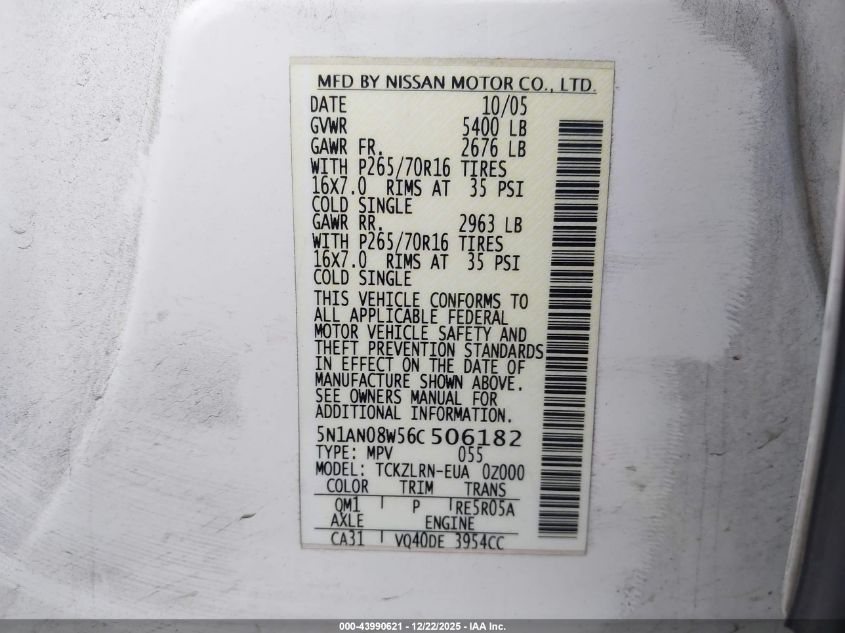 MFD BY NISSAN MOTOR CO., LTD.
DATE 10/05
GVWR 5400 LB
GAWR FR. 2676 LB
WITH P265/70R16 TIRES
16X7.0 RIMS AT 35 PSI
COLD SINGLE
GAWR RR. 2963 LB
WITH P265/70R16 TIRES
16X7.0 RIMS AT 35 PSI
COLD SINGLE
THIS VEHICLE CONFORMS TO
ALL APPLICABLE FEDERAL
MOTOR VEHICLE SAFETY AND
THEFT PREVENTION STANDARDS
IN EFFECT ON THE DATE OF
MANUFACTURE SHOWN ABOVE.
SEE OWNERS MANUAL FOR
ADDITIONAL INFORMATION.
5N1AN08W56C506182
TYPE: MPV 055
MODEL: TCKZLRN-EUA 0Z000
COLOR TRIM TRANS
QM1 P RE5R05A
AXLE ENGINE
CA31 VQ40DE 3954CC
000-43990621 - 12/22/2025 - IAA Inc.